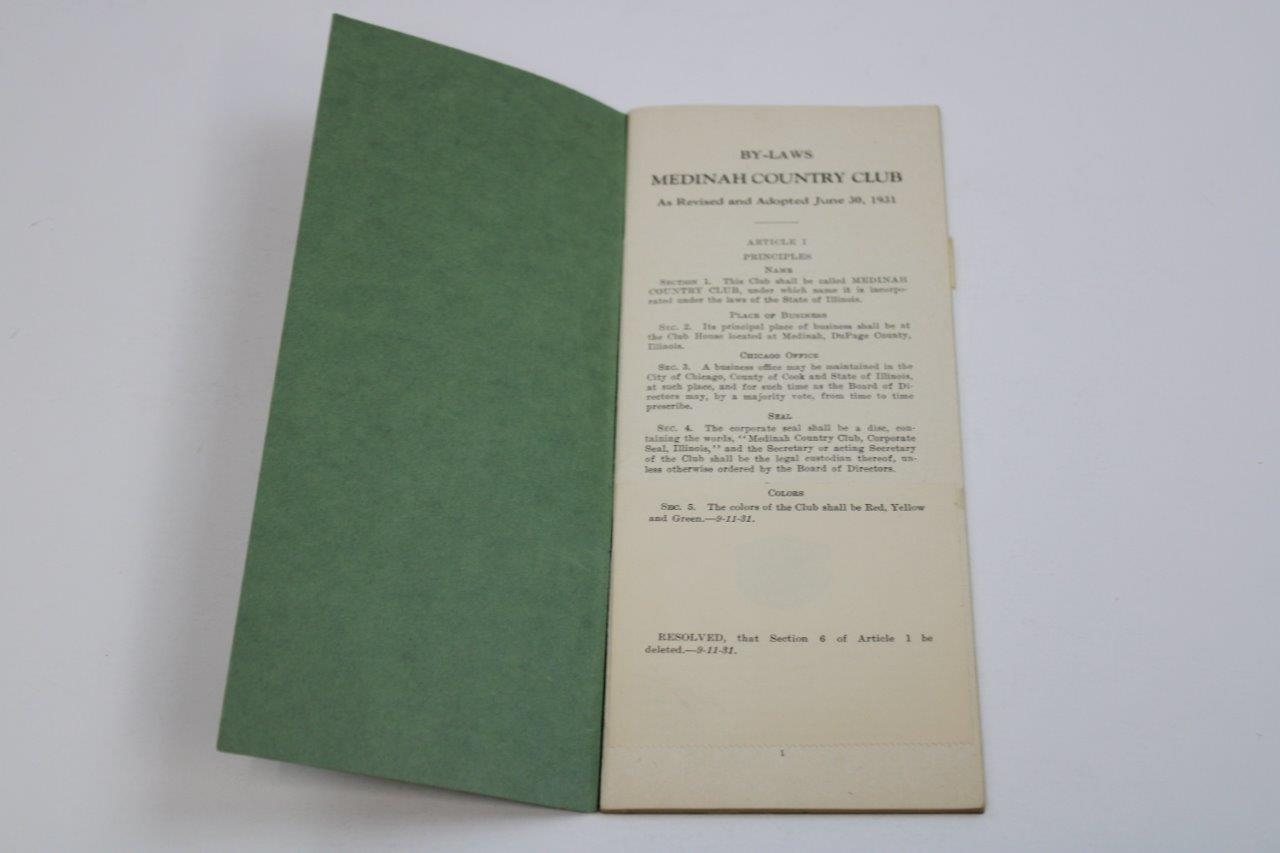 BY-LAWS
MEDINAH COUNTRY CLUB
As Revised and Adopted June 30, 1931
ARTICLE I
PRINCIPLES
NAME
SECTION 1. This Club shall be called MEDINAH
COUNTRY CLUB, under which name it is incorpo-
rated under the laws of the State of Illinois.
PLACE OF BUSINESS
SEC. 2. Its principal place of business shall be at
the Club House located at Medinah, DuPage County,
Illinois.
CHICAGO OFFICE
SEC. 3. A business office may be maintained in the
City of Chicago, County of Cook and State of Illinois,
at such place, and for such time as the Board of Di-
rectors may, by a majority vote, from time to time
prescribe.
SEAL
SEC. 4. The corporate seal shall be a disc, con-
taining the words, "Medinah Country Club, Corporate
Seal, Illinois," and the Secretary or acting Secretary
of the Club shall be the legal custodian thereof, un-
less otherwise ordered by the Board of Directors.
COLORS
SEC. 5. The colors of the Club shall be Red, Yellow
and Green.—9-11-31.
RESOLVED, that Section 6 of Article 1 be
deleted.—9-11-31.
1